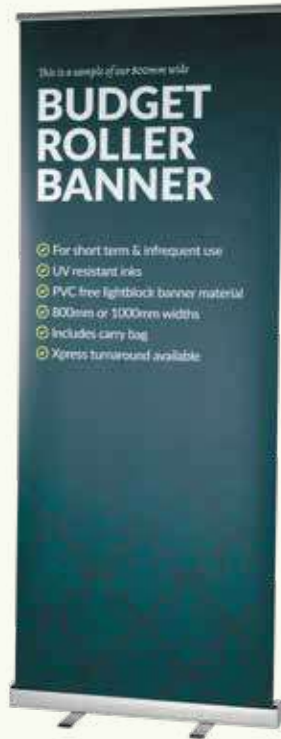 This is a sample of our 800mm wide
BUDGET
ROLLER
BANNER
For short term & infrequent use
UV resistant inks
PVC free lightblock banner material
800mm or 1000mm widths
Includes carry bag
Xpress turnaround available